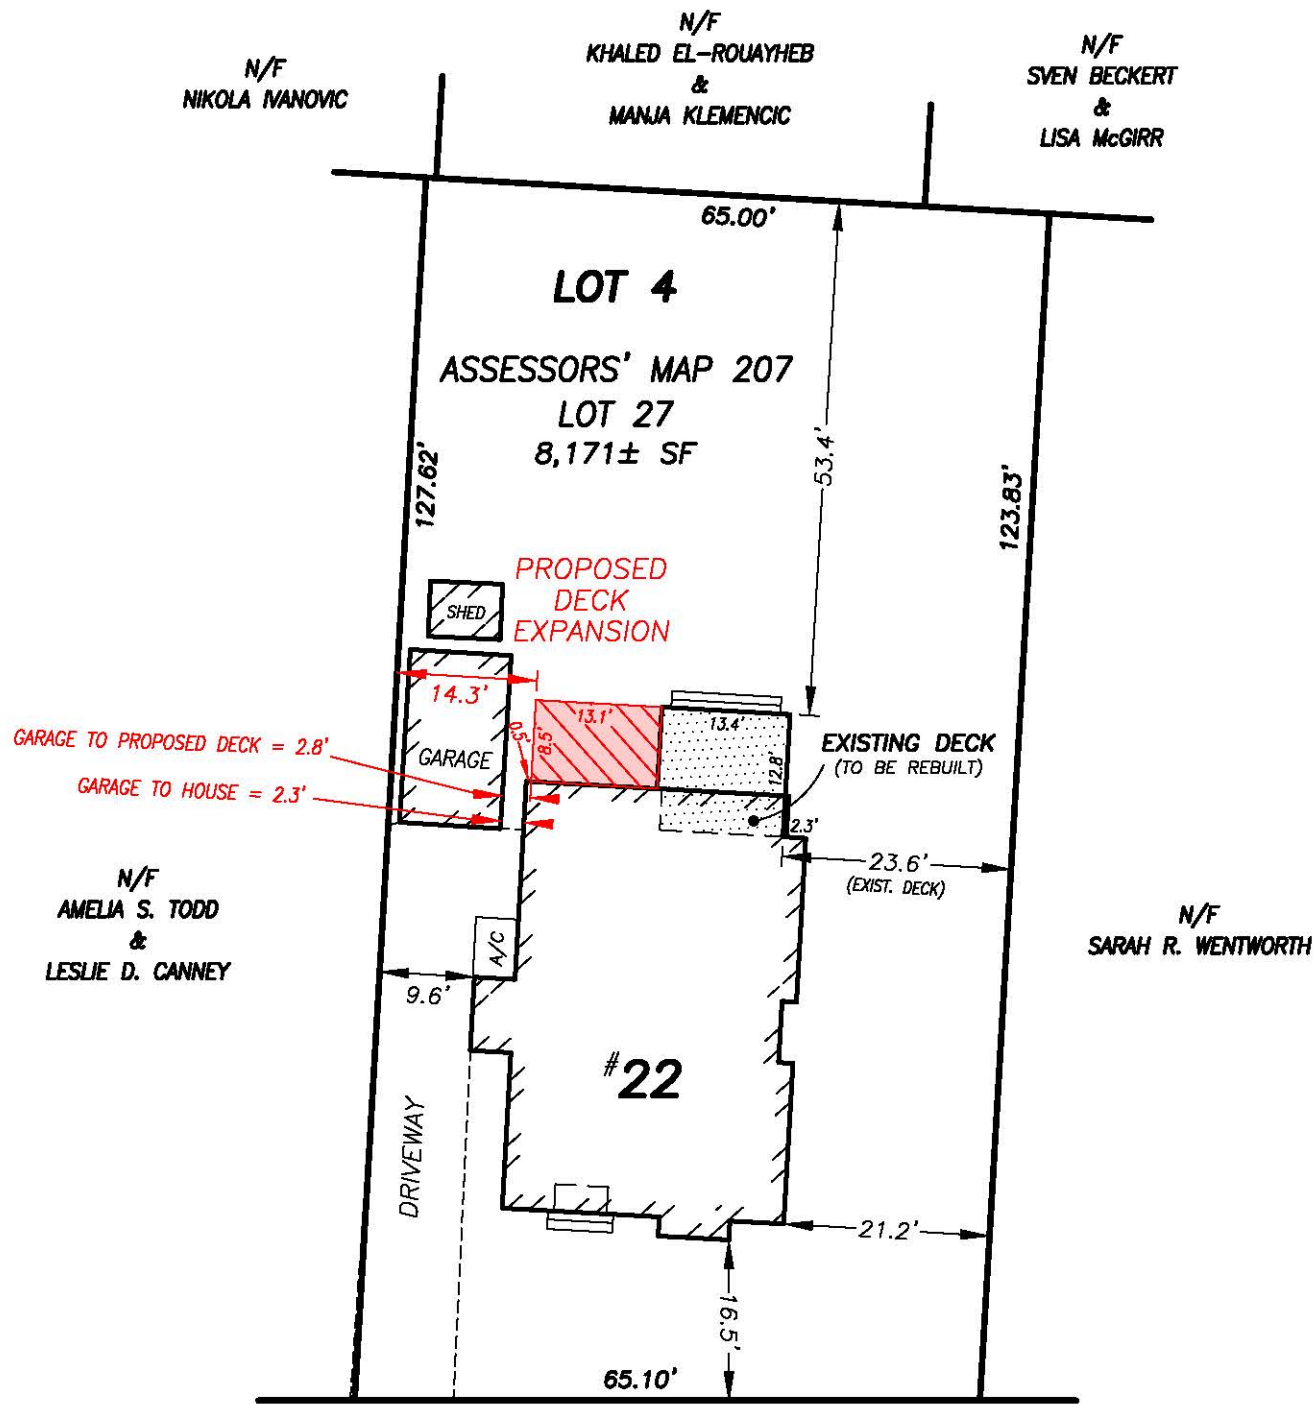 N/F
NIKOLA IVANOVIC
N/F
KHALED EL-ROUAYHEB
&
MANJA KLEMENCIC
N/F
SVEN BECKERT
&
LISA McGIRR
65.00'
LOT 4
ASSESSORS' MAP 207
LOT 27
8,171± SF
127.62'
53.4'
123.83'
PROPOSED
DECK
EXPANSION
SHED
14.3'
13.1'
13.4'
0.5'
8.5'
12.8'
GARAGE TO PROPOSED DECK = 2.8'
GARAGE
EXISTING DECK
(TO BE REBUILT)
GARAGE TO HOUSE = 2.3'
2.3'
23.6'
(EXIST. DECK)
N/F
AMELIA S. TODD
&
LESLIE D. CANNEY
N/F
SARAH R. WENTWORTH
A/C
9.6'
#22
DRIVEWAY
21.2'
16.5'
65.10'